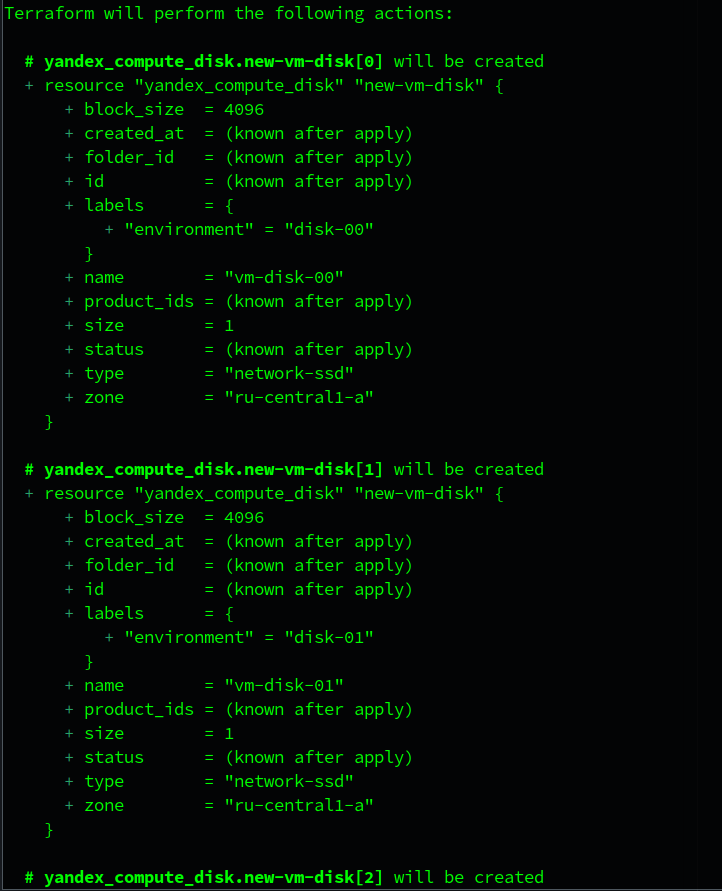 Terraform will perform the following actions:

  # yandex_compute_disk.new-vm-disk[0] will be created
  + resource "yandex_compute_disk" "new-vm-disk" {
      + block_size  = 4096
      + created_at  = (known after apply)
      + folder_id   = (known after apply)
      + id          = (known after apply)
      + labels      = {
          + "environment" = "disk-00"
        }
      + name        = "vm-disk-00"
      + product_ids = (known after apply)
      + size        = 1
      + status      = (known after apply)
      + type        = "network-ssd"
      + zone        = "ru-central1-a"
    }

  # yandex_compute_disk.new-vm-disk[1] will be created
  + resource "yandex_compute_disk" "new-vm-disk" {
      + block_size  = 4096
      + created_at  = (known after apply)
      + folder_id   = (known after apply)
      + id          = (known after apply)
      + labels      = {
          + "environment" = "disk-01"
        }
      + name        = "vm-disk-01"
      + product_ids = (known after apply)
      + size        = 1
      + status      = (known after apply)
      + type        = "network-ssd"
      + zone        = "ru-central1-a"
    }

  # yandex_compute_disk.new-vm-disk[2] will be created